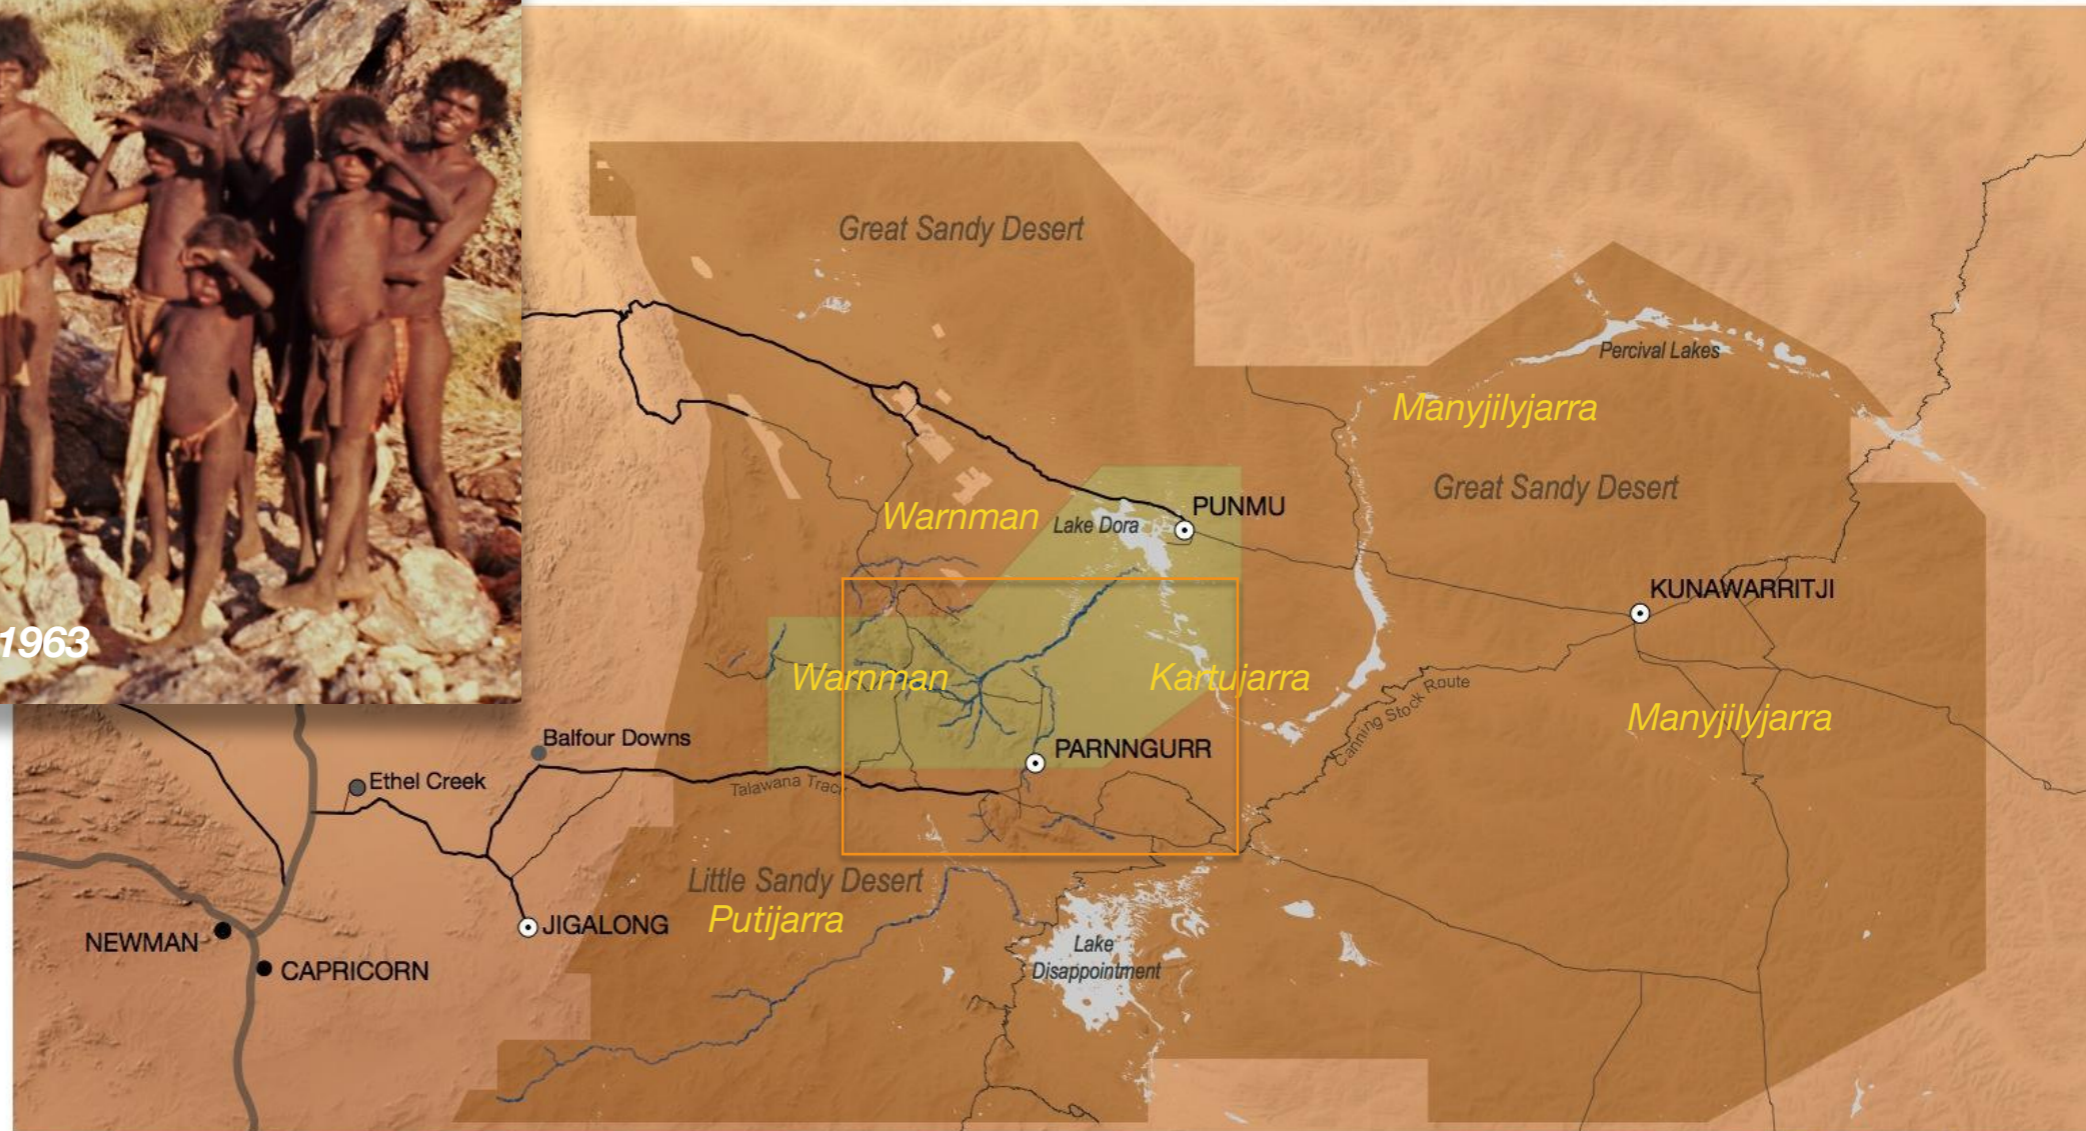 1963
Great Sandy Desert
Percival Lakes
Manyjilyjarra
Great Sandy Desert
Warnman
Lake Dora
PUNMU
KUNAWARRITJI
Warnman
Kartujarra
Canning Stock Route
Manyjilyjarra
Balfour Downs
PARNNGURR
Ethel Creek
Talawana Track
Little Sandy Desert
Putijarra
JIGALONG
NEWMAN
CAPRICORN
Lake
Disappointment